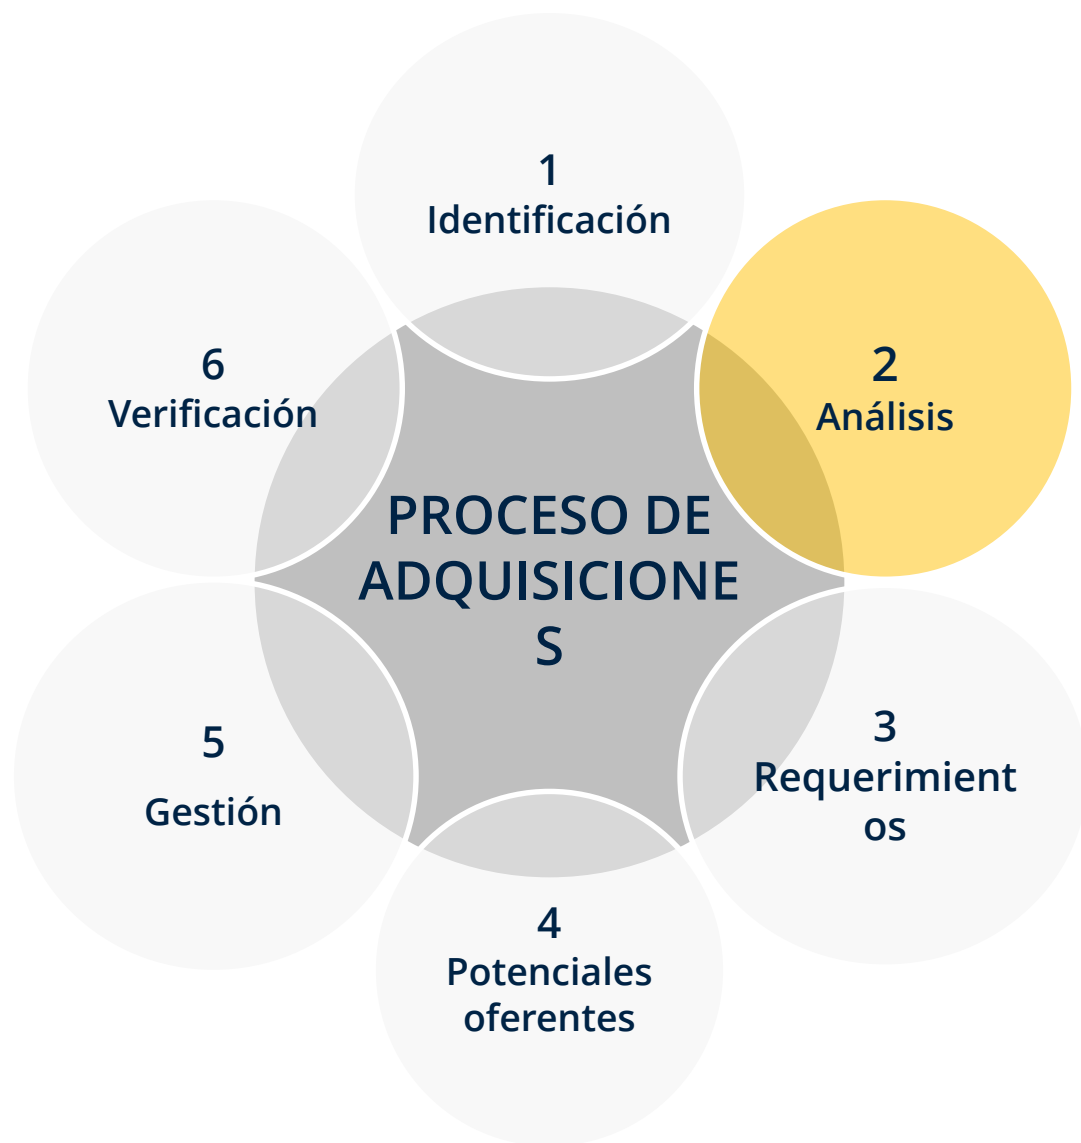 1
Identificación
2
Análisis
3
Requerimient
os
4
Potenciales
oferentes
5
Gestión
6
Verificación
PROCESO DE
ADQUISICIONE
S